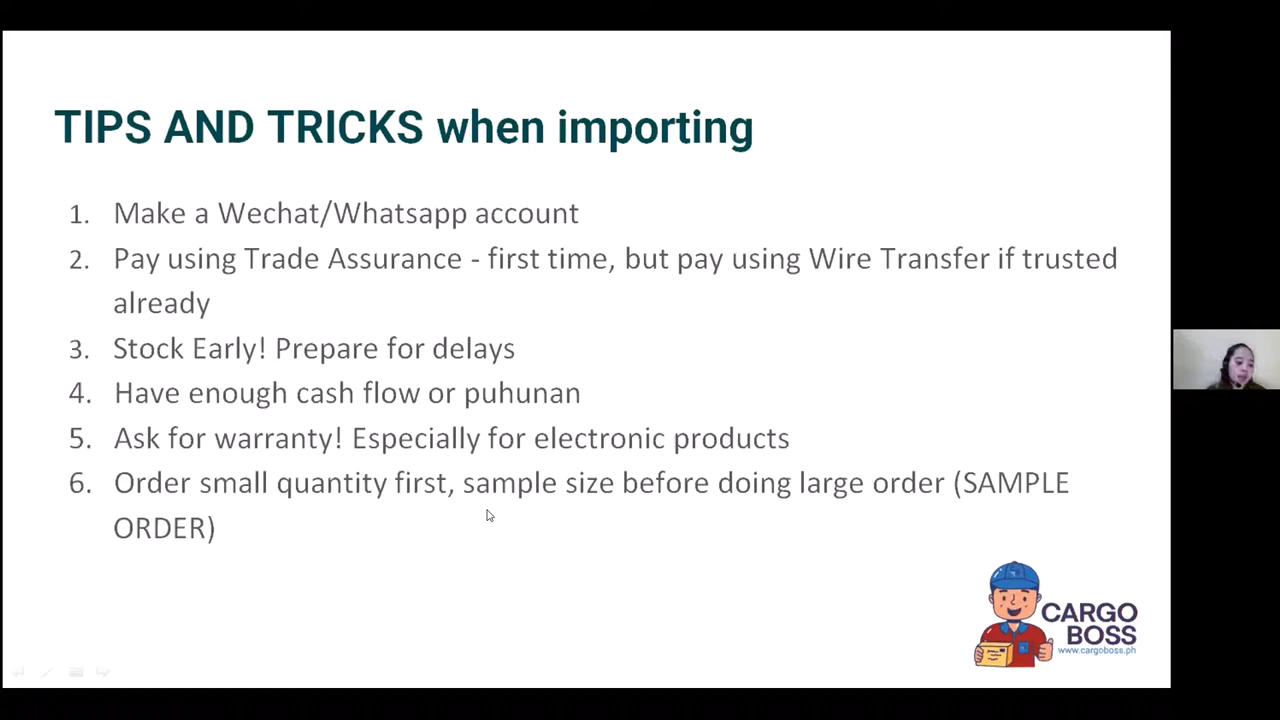 TIPS AND TRICKS when importing
1. Make a Wechat/Whatsapp account
2. Pay using Trade Assurance - first time, but pay using Wire Transfer if trusted
already
3. Stock Early! Prepare for delays
4. Have enough cash flow or puhunan
5. Ask for warranty! Especially for electronic products
6. Order small quantity first, sample size before doing large order (SAMPLE
ORDER)
CARGO
BOSS
www.cargoboss.ph